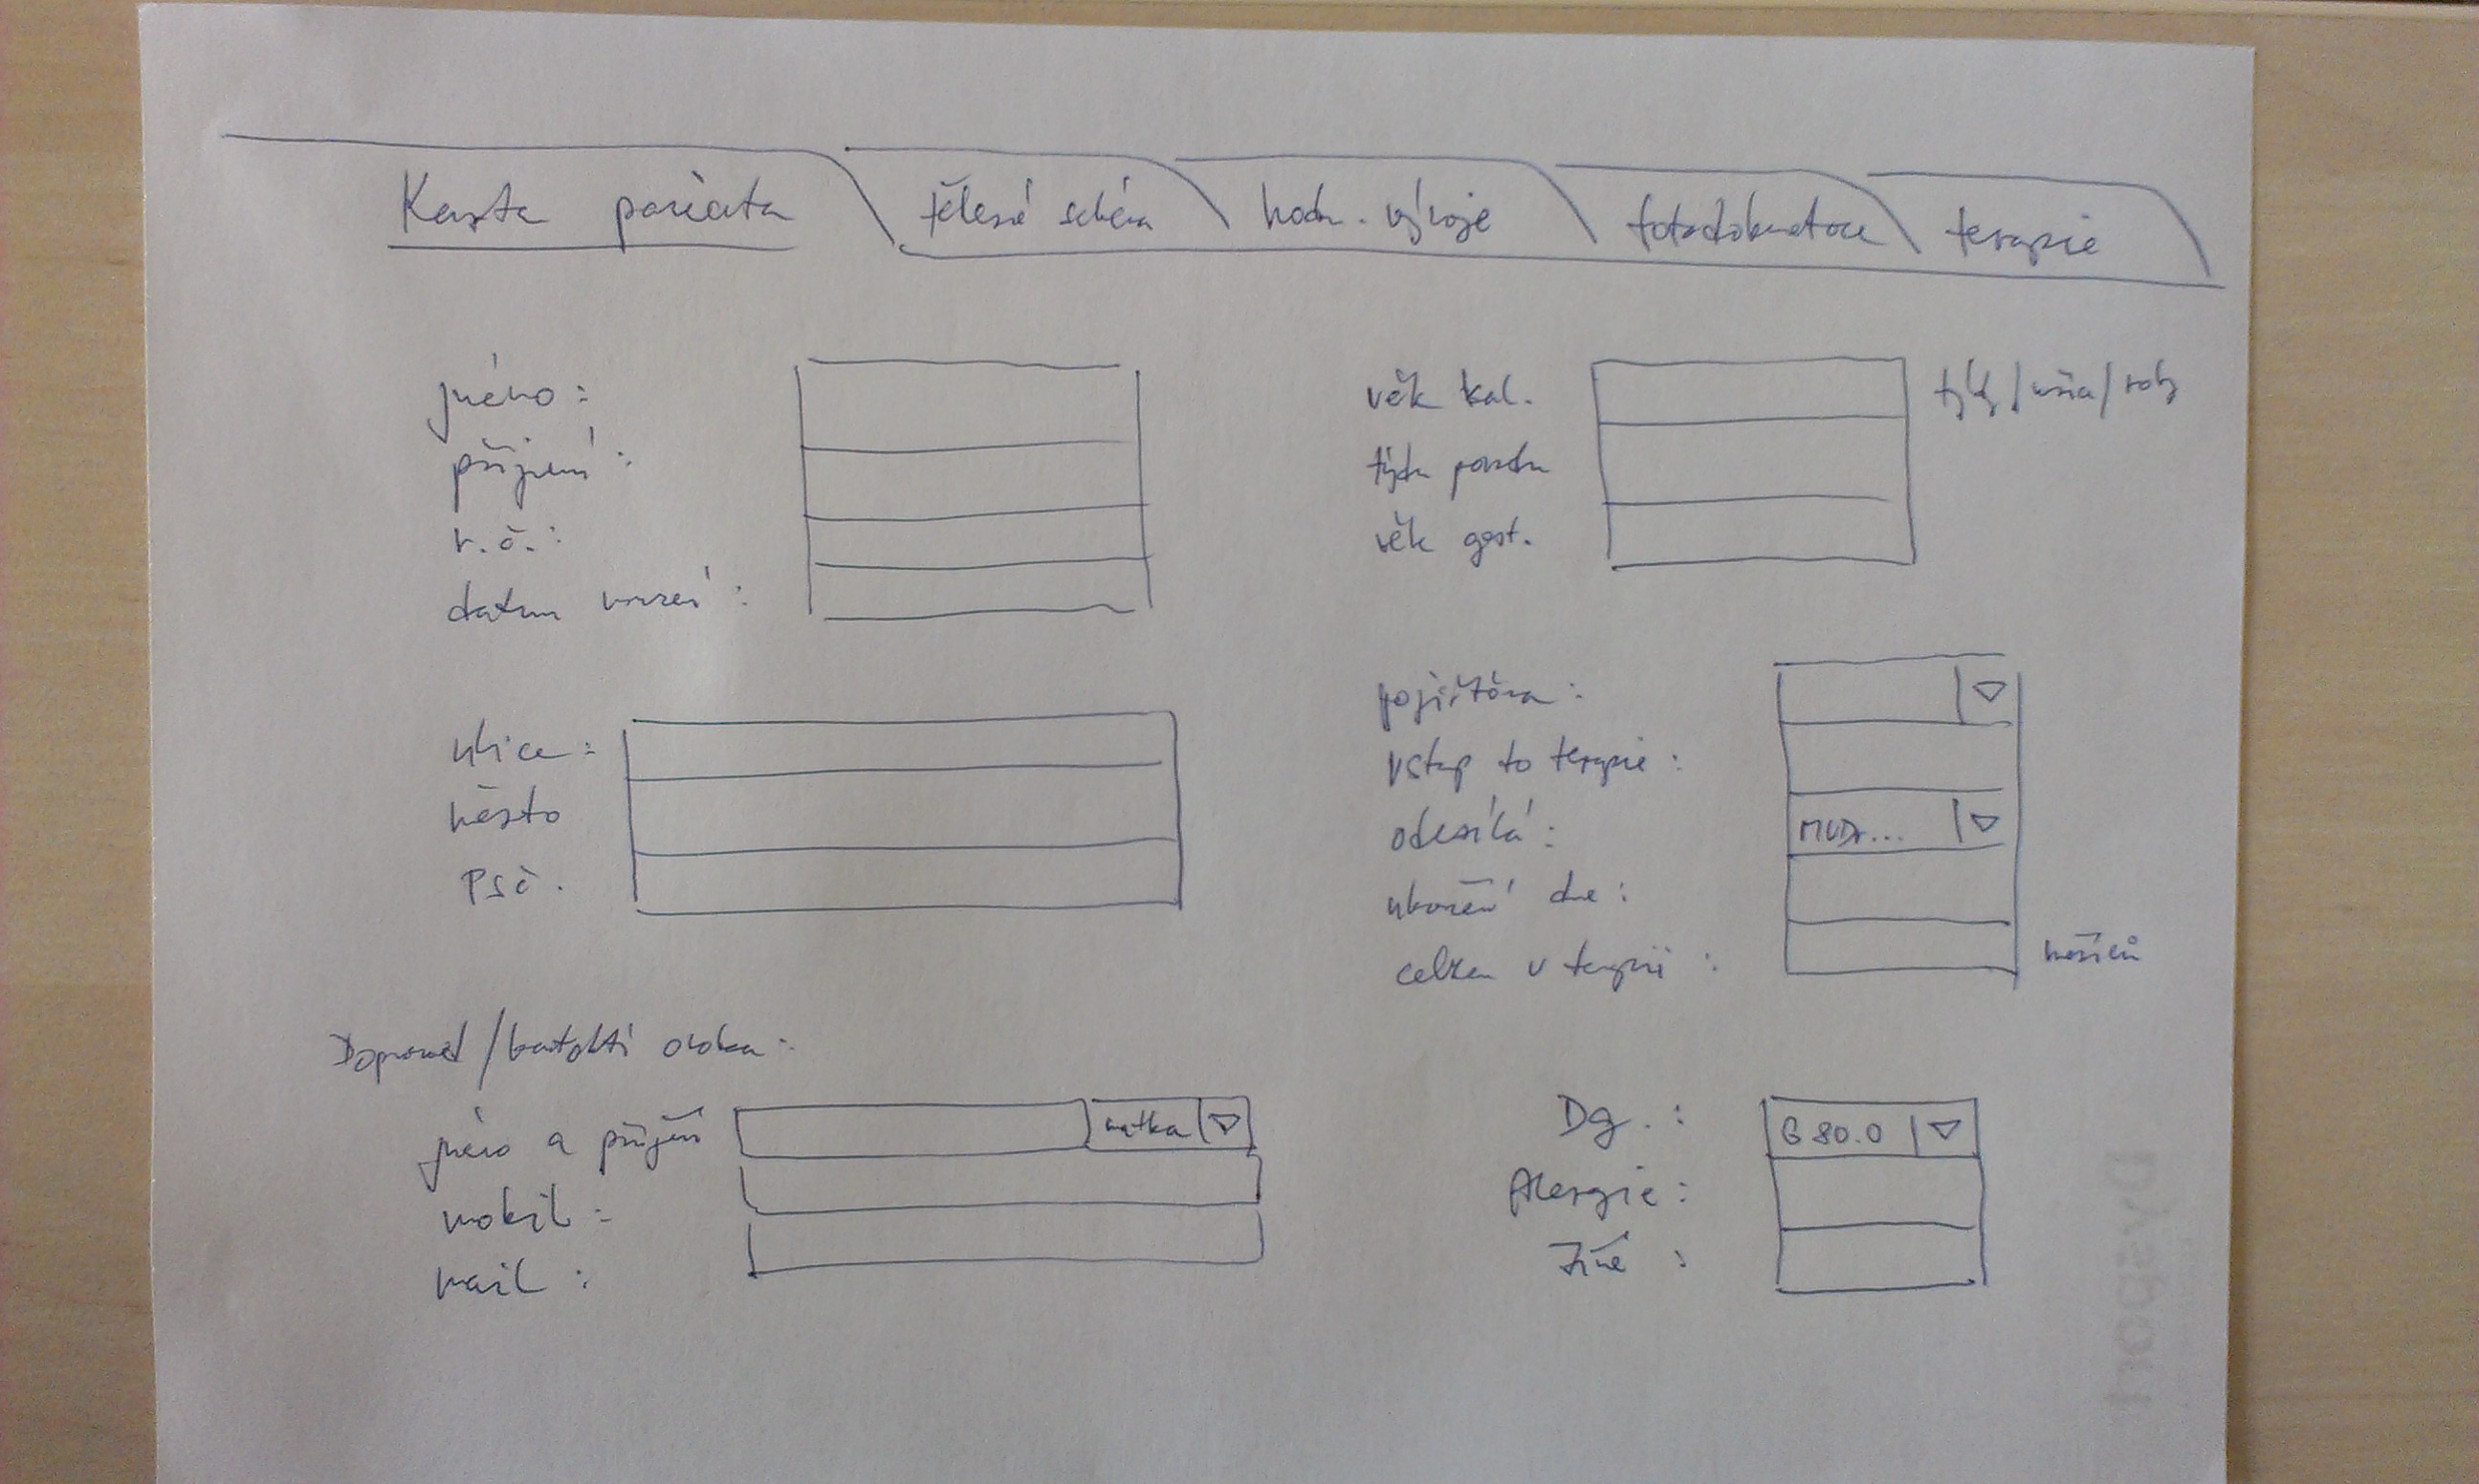 Karta pacienta
tělesné schéma
hodn. vývoje
fotodokumentace
terapie
jméno :
příjmení :
r.č. :
datum narození :
věk kal.
týdny / měsíce / roky
týden porodu
věk gest.
ulice :
město
PSČ.
pojišťovna :
vstup do terapie :
odesílá :
MUDr...
ukončení dne :
celkem v terapii :
měsíců
Doprovod / kontaktní osoba :
jméno a příjmení
matka
mobil :
mail :
Dg. :
G 80.0
Alergie :
Jiné :